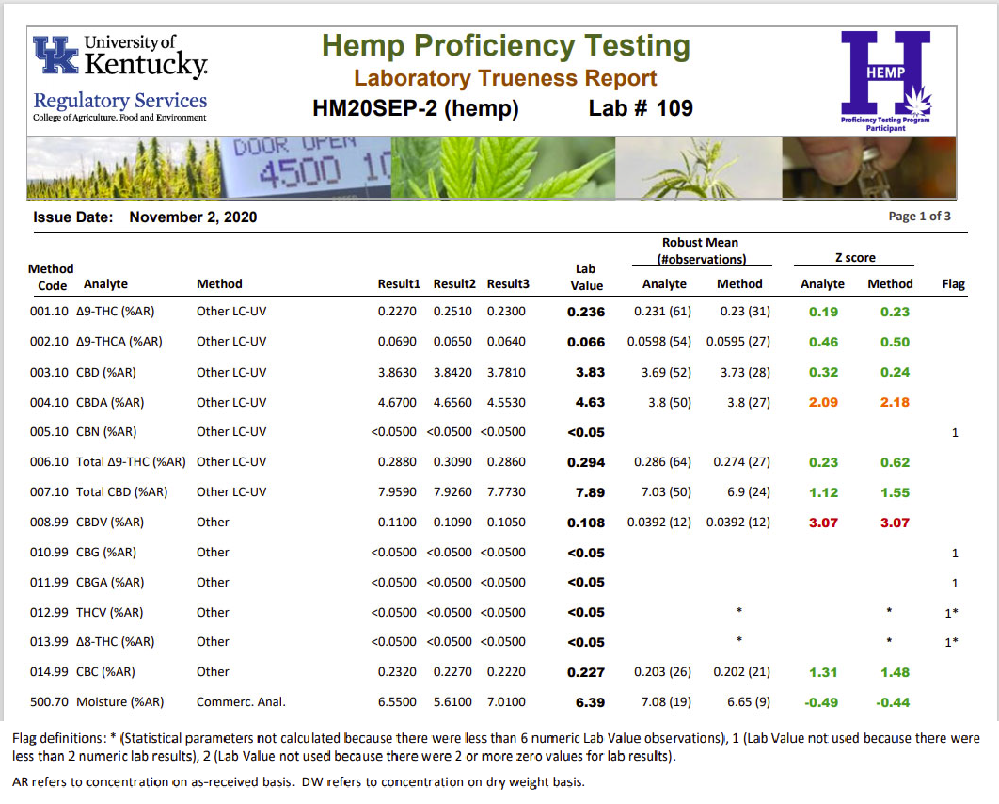 University of
Kentucky.
Regulatory Services
College of Agriculture, Food and Environment
Hemp Proficiency Testing
Laboratory Trueness Report
HM20SEP-2 (hemp) Lab # 109
HEMP
Proficiency Testing Program
Participant
DOOR OPEN
4500 10
Issue Date: November 2, 2020 Page 1 of 3
Robust Mean
(#observations) Z score
Method Code Analyte Method Result1 Result2 Result3 Lab Value Analyte Method Analyte Method Flag
001.10 Δ9-THC (%AR) Other LC-UV 0.2270 0.2510 0.2300 0.236 0.231 (61) 0.23 (31) 0.19 0.23
002.10 Δ9-THCA (%AR) Other LC-UV 0.0690 0.0650 0.0640 0.066 0.0598 (54) 0.0595 (27) 0.46 0.50
003.10 CBD (%AR) Other LC-UV 3.8630 3.8420 3.7810 3.83 3.69 (52) 3.73 (28) 0.32 0.24
004.10 CBDA (%AR) Other LC-UV 4.6700 4.6560 4.5530 4.63 3.8 (50) 3.8 (27) 2.09 2.18
005.10 CBN (%AR) Other LC-UV <0.0500 <0.0500 <0.0500 <0.05 1
006.10 Total Δ9-THC (%AR) Other LC-UV 0.2880 0.3090 0.2860 0.294 0.286 (64) 0.274 (27) 0.23 0.62
007.10 Total CBD (%AR) Other LC-UV 7.9590 7.9260 7.7730 7.89 7.03 (50) 6.9 (24) 1.12 1.55
008.99 CBDV (%AR) Other 0.1100 0.1090 0.1050 0.108 0.0392 (12) 0.0392 (12) 3.07 3.07
010.99 CBG (%AR) Other <0.0500 <0.0500 <0.0500 <0.05 1
011.99 CBGA (%AR) Other <0.0500 <0.0500 <0.0500 <0.05 1
012.99 THCV (%AR) Other <0.0500 <0.0500 <0.0500 <0.05 * * 1*
013.99 Δ8-THC (%AR) Other <0.0500 <0.0500 <0.0500 <0.05 * * 1*
014.99 CBC (%AR) Other 0.2320 0.2270 0.2220 0.227 0.203 (26) 0.202 (21) 1.31 1.48
500.70 Moisture (%AR) Commerc. Anal. 6.5500 5.6100 7.0100 6.39 7.08 (19) 6.65 (9) -0.49 -0.44
Flag definitions: * (Statistical parameters not calculated because there were less than 6 numeric Lab Value observations), 1 (Lab Value not used because there were
less than 2 numeric lab results), 2 (Lab Value not used because there were 2 or more zero values for lab results).
AR refers to concentration on as-received basis. DW refers to concentration on dry weight basis.